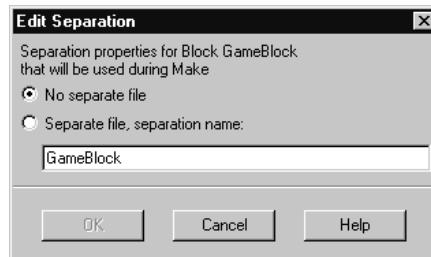 Edit Separation
Separation properties for Block GameBlock
that will be used during Make
No separate file
Separate file, separation name:
GameBlock
OK Cancel Help